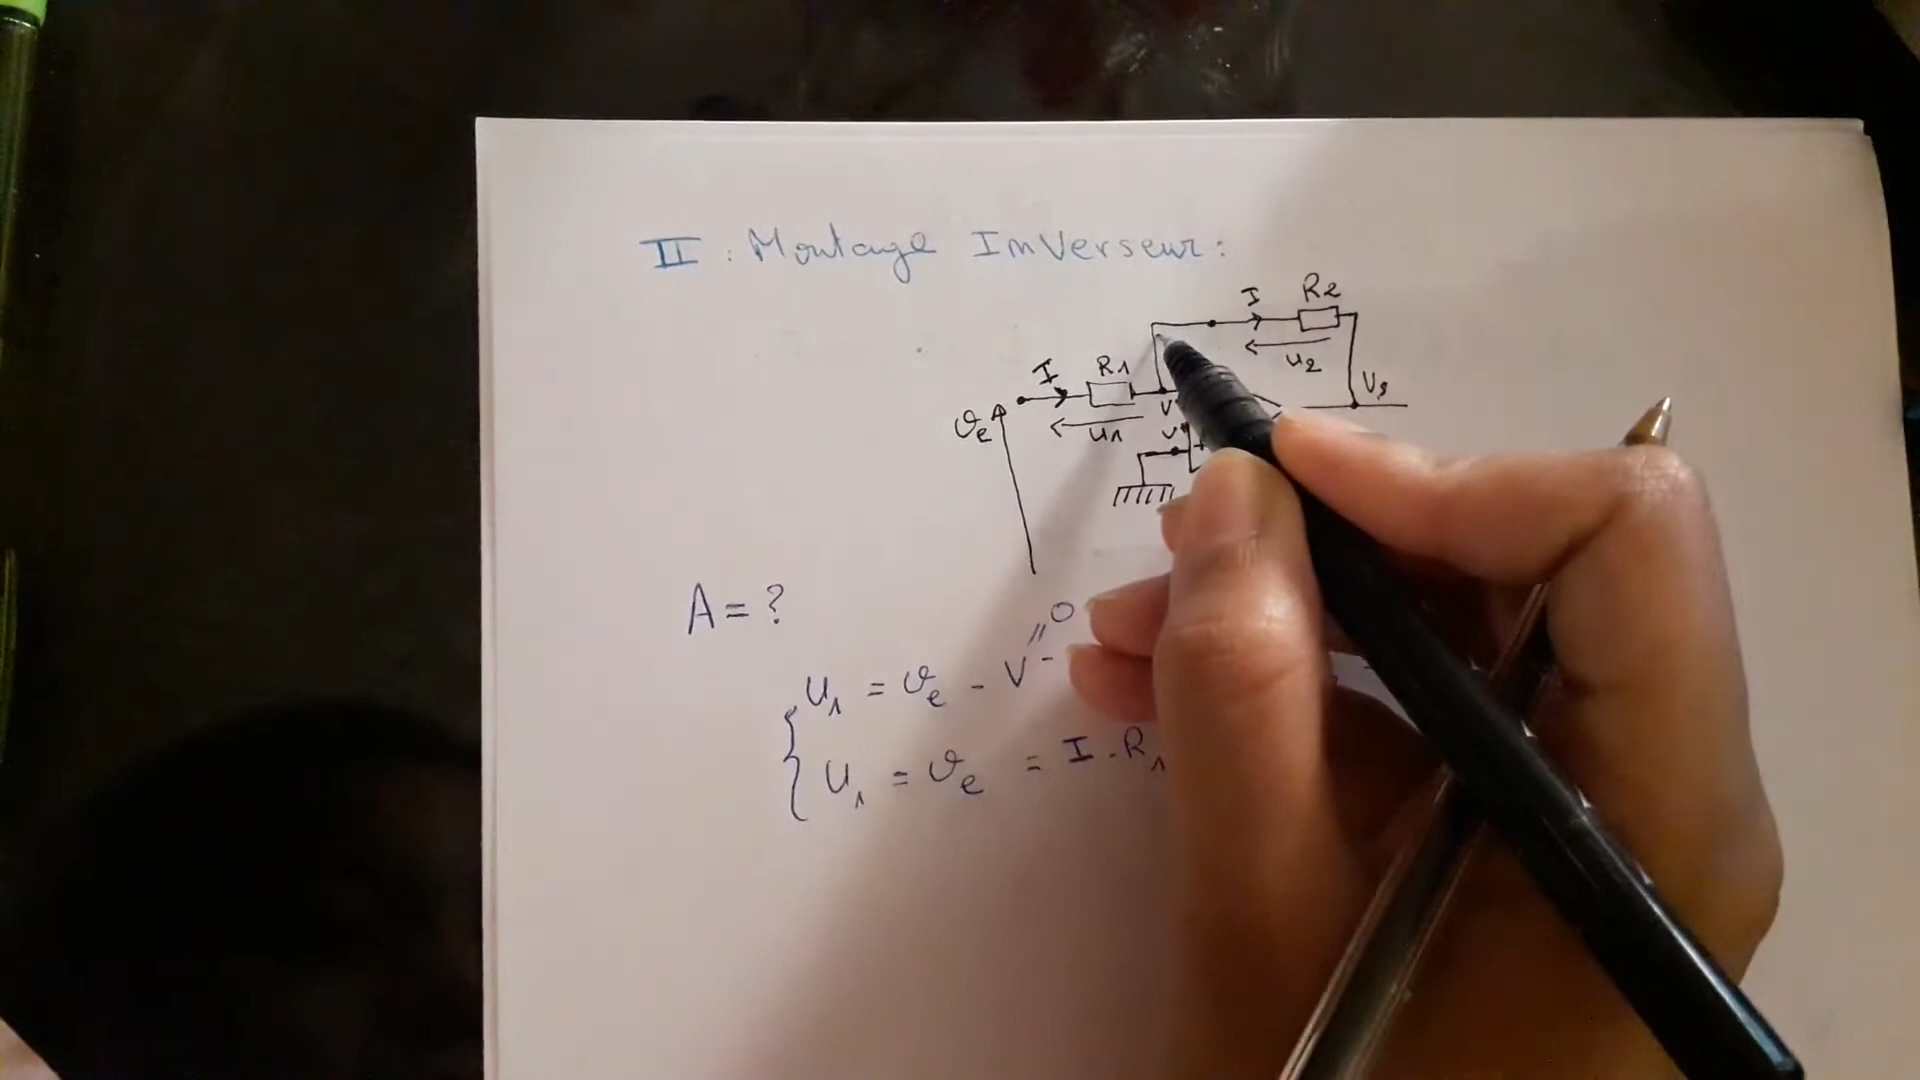 II : Montage Inverseur :
I R2
I R1 u2 Vs
ve u1 V
V+
A = ?
0
//
U1 = ve - V-
U1 = ve = I . R1